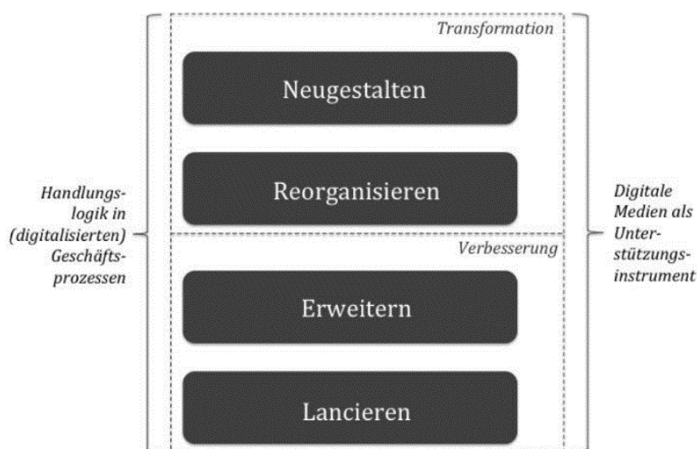 Transformation
Neugestalten
Reorganisieren
Handlungs-
logik in
(digitalisierten)
Geschäfts-
prozessen
Digitale
Medien als
Unter-
stützungs-
instrument
Verbesserung
Erweitern
Lancieren